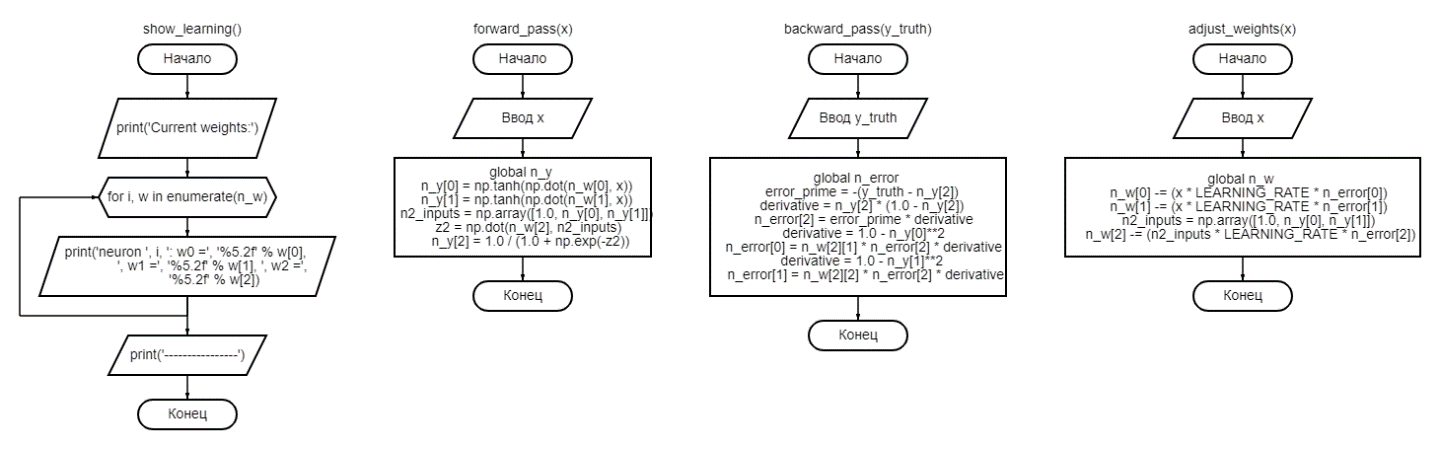 show_learning()
Начало
print('Current weights:')
for i, w in enumerate(n_w)
print('neuron ', i, ': w0 =', '%5.2f' % w[0],
', w1 =', '%5.2f' % w[1], ', w2 =',
'%5.2f' % w[2])
print('----------------')
Конец
forward_pass(x)
Начало
Ввод x
global n_y
n_y[0] = np.tanh(np.dot(n_w[0], x))
n_y[1] = np.tanh(np.dot(n_w[1], x))
n2_inputs = np.array([1.0, n_y[0], n_y[1]])
z2 = np.dot(n_w[2], n2_inputs)
n_y[2] = 1.0 / (1.0 + np.exp(-z2))
Конец
backward_pass(y_truth)
Начало
Ввод y_truth
global n_error
error_prime = -(y_truth - n_y[2])
derivative = n_y[2] * (1.0 - n_y[2])
n_error[2] = error_prime * derivative
derivative = 1.0 - n_y[0]**2
n_error[0] = n_w[2][1] * n_error[2] * derivative
derivative = 1.0 - n_y[1]**2
n_error[1] = n_w[2][2] * n_error[2] * derivative
Конец
adjust_weights(x)
Начало
Ввод x
global n_w
n_w[0] -= (x * LEARNING_RATE * n_error[0])
n_w[1] -= (x * LEARNING_RATE * n_error[1])
n2_inputs = np.array([1.0, n_y[0], n_y[1]])
n_w[2] -= (n2_inputs * LEARNING_RATE * n_error[2])
Конец